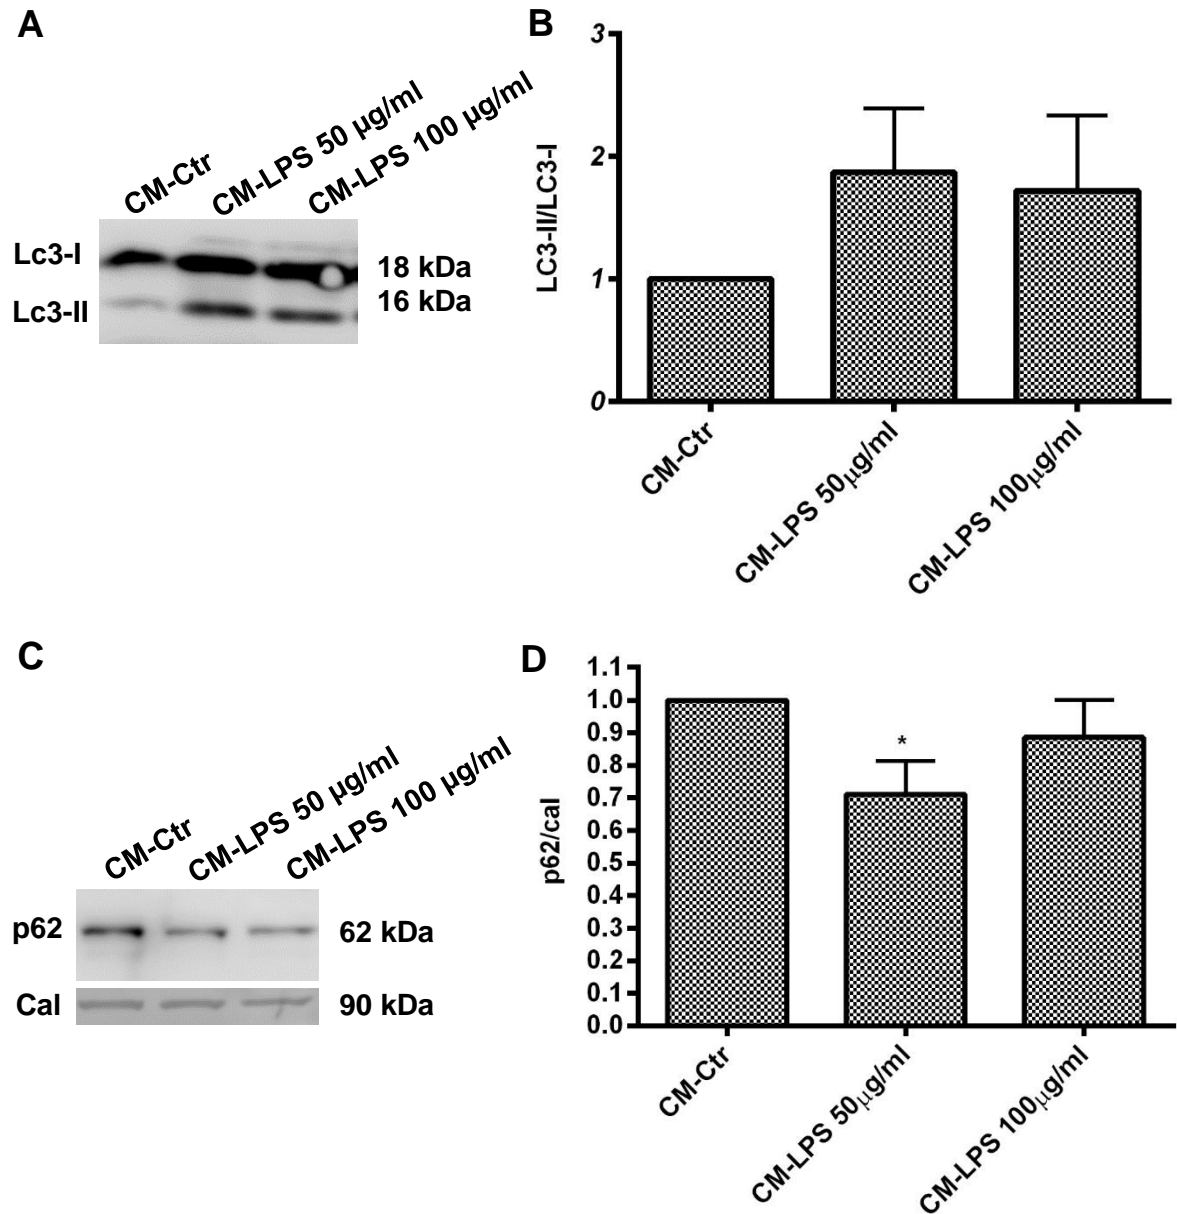 A
CM-Ctr
CM-LPS 50 µg/ml
CM-LPS 100 µg/ml
Lc3-I
18 kDa
16 kDa
Lc3-II
B
3
2
1
0
LC3-II/LC3-I
CM-Ctr
CM-LPS 50µg/ml
CM-LPS 100µg/ml
C
CM-Ctr
CM-LPS 50 µg/ml
CM-LPS 100 µg/ml
p62
62 kDa
Cal
90 kDa
D
1.1
1.0
0.9
0.8
0.7
0.6
0.5
0.4
0.3
0.2
0.1
0.0
p62/cal
*
CM-Ctr
CM-LPS 50µg/ml
CM-LPS 100µg/ml